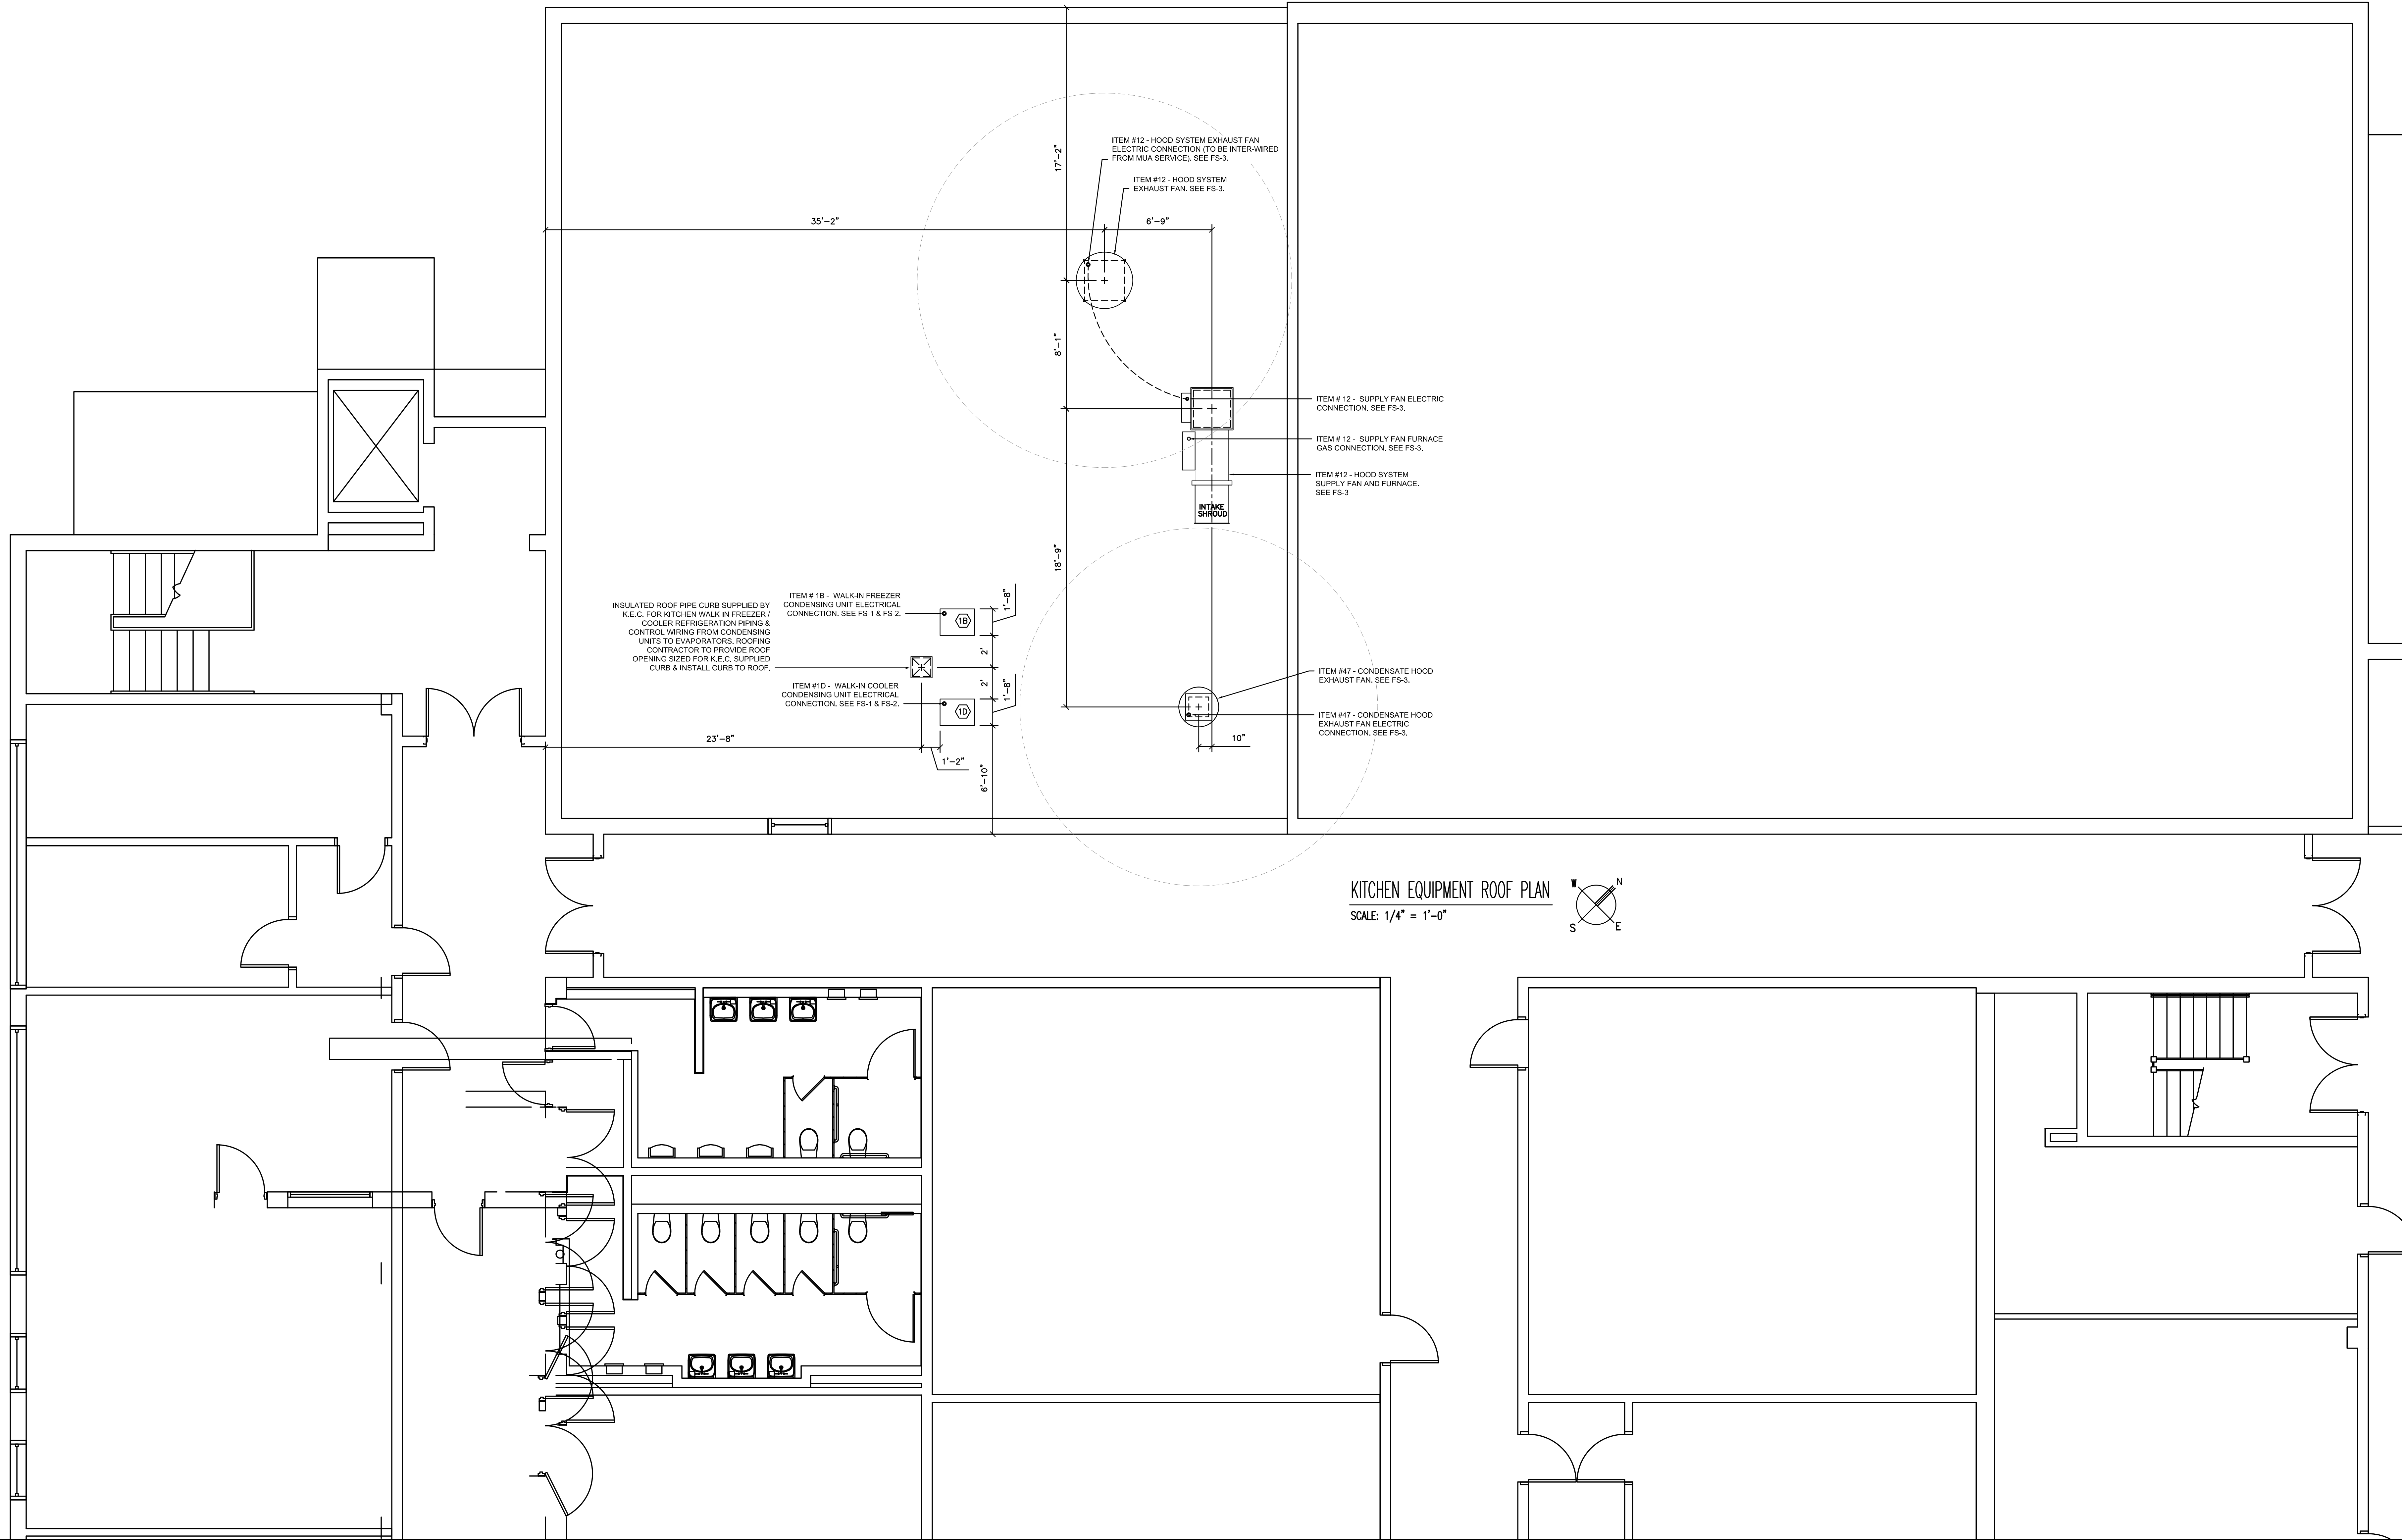 ITEM #12 - HOOD SYSTEM EXHAUST FAN
ELECTRIC CONNECTION (TO BE INTER-WIRED
FROM MUA SERVICE). SEE FS-3.
17'-2"
ITEM #12 - HOOD SYSTEM
EXHAUST FAN. SEE FS-3.
35'-2"
6'-9"
8'-1"
ITEM # 12 - SUPPLY FAN ELECTRIC
CONNECTION. SEE FS-3.
ITEM # 12 - SUPPLY FAN FURNACE
GAS CONNECTION. SEE FS-3.
ITEM #12 - HOOD SYSTEM
SUPPLY FAN AND FURNACE.
SEE FS-3
INTAKE
SHROUD
18'-9"
INSULATED ROOF PIPE CURB SUPPLIED BY
K.E.C. FOR KITCHEN WALK-IN FREEZER /
COOLER REFRIGERATION PIPING &
CONTROL WIRING FROM CONDENSING
UNITS TO EVAPORATORS. ROOFING
CONTRACTOR TO PROVIDE ROOF
OPENING SIZED FOR K.E.C. SUPPLIED
CURB & INSTALL CURB TO ROOF.
ITEM # 1B - WALK-IN FREEZER
CONDENSING UNIT ELECTRICAL
CONNECTION. SEE FS-1 & FS-2.
1B
1'-8"
2'
2'
ITEM #1D - WALK-IN COOLER
CONDENSING UNIT ELECTRICAL
CONNECTION. SEE FS-1 & FS-2.
1D
1'-8"
ITEM #47 - CONDENSATE HOOD
EXHAUST FAN. SEE FS-3.
ITEM #47 - CONDENSATE HOOD
EXHAUST FAN ELECTRIC
CONNECTION. SEE FS-3.
23'-8"
10"
1'-2"
6'-10"
KITCHEN EQUIPMENT ROOF PLAN
SCALE: 1/4" = 1'-0"
W
N
S
E